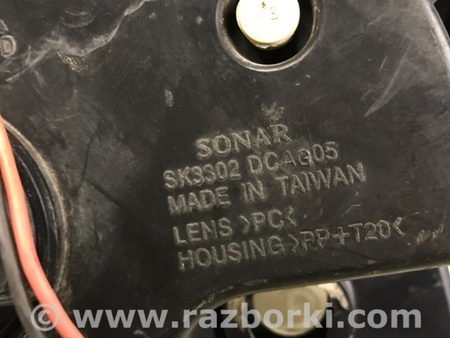 D
SONAR
SK3302 DCAG05
MADE IN TAIWAN
LENS >PC<
HOUSING >PP+T20<
www.razborki.com